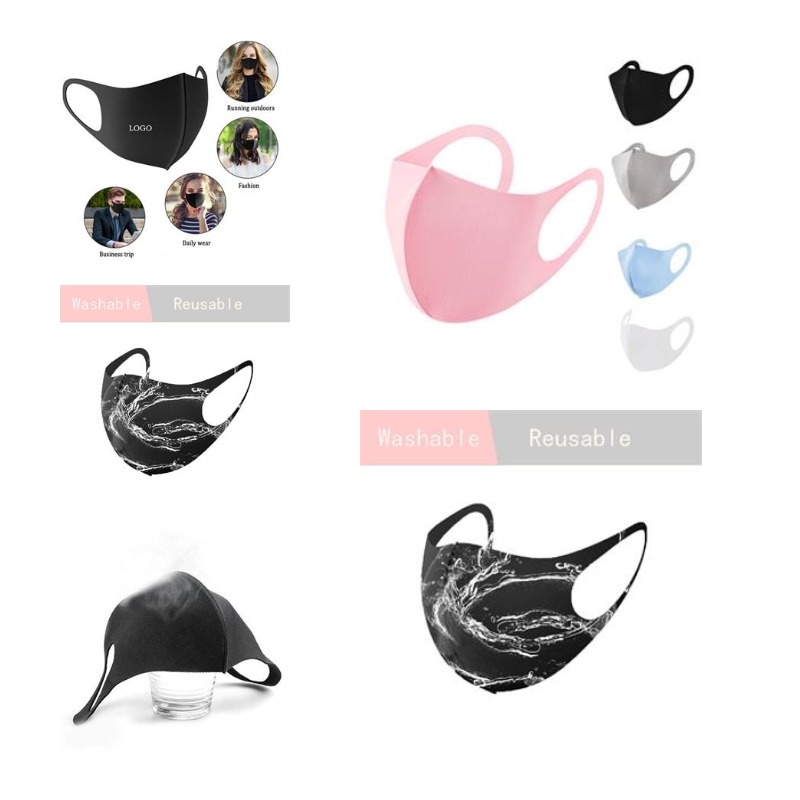 LOGO
Running outdoors
Fashion
Daily wear
Business trip
Washable Reusable
Washable Reusable